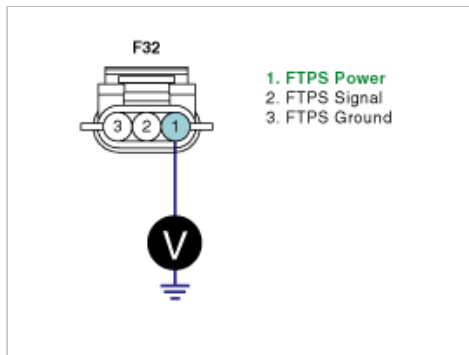 F32
1. FTPS Power
2. FTPS Signal
3. FTPS Ground
3 2 1
V